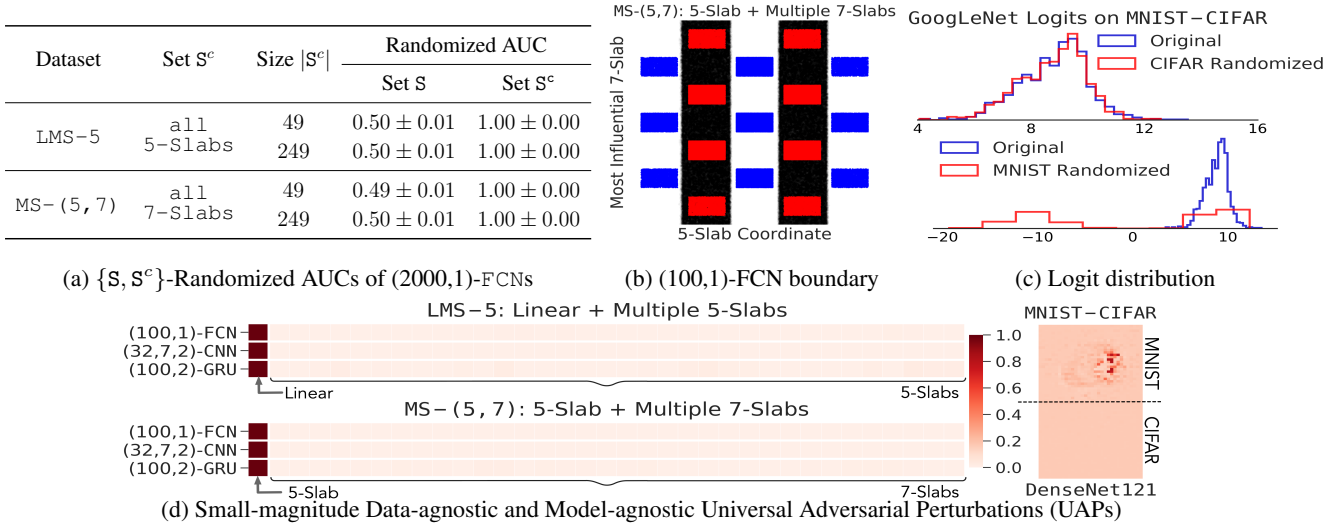 Dataset Set Sᶜ Size |Sᶜ| Randomized AUC
Set S Set Sᶜ
LMS-5 all 5-Slabs 49 0.50 ± 0.01 1.00 ± 0.00
249 0.50 ± 0.01 1.00 ± 0.00
MS-(5,7) all 7-Slabs 49 0.49 ± 0.01 1.00 ± 0.00
249 0.50 ± 0.01 1.00 ± 0.00
(a) {S, Sᶜ}-Randomized AUCs of (2000,1)-FCNs
MS-(5,7): 5-Slab + Multiple 7-Slabs
Most Influential 7-Slab
5-Slab Coordinate
(b) (100,1)-FCN boundary
GoogLeNet Logits on MNIST-CIFAR
Original
CIFAR Randomized
4 8 12 16
Original
MNIST Randomized
−20 −10 0 10
(c) Logit distribution
LMS-5: Linear + Multiple 5-Slabs
(100,1)-FCN
(32,7,2)-CNN
(100,2)-GRU
Linear 5-Slabs
MS-(5,7): 5-Slab + Multiple 7-Slabs
(100,1)-FCN
(32,7,2)-CNN
(100,2)-GRU
5-Slab 7-Slabs
1.0
0.8
0.6
0.4
0.2
0.0
MNIST-CIFAR
MNIST
CIFAR
DenseNet121
(d) Small-magnitude Data-agnostic and Model-agnostic Universal Adversarial Perturbations (UAPs)